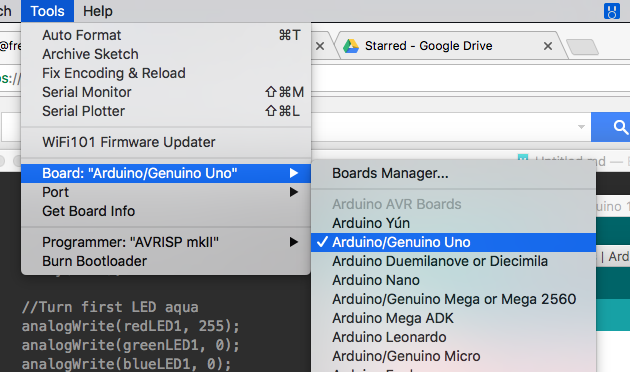 ch Tools Help
@fre
Starred - Google Drive
ps://
Auto Format ⌘T
Archive Sketch
Fix Encoding & Reload
Serial Monitor ⇧⌘M
Serial Plotter ⇧⌘L
WiFi101 Firmware Updater
Board: "Arduino/Genuino Uno"
Port
Get Board Info
Programmer: "AVRISP mkII"
Burn Bootloader
Boards Manager...
Arduino AVR Boards
Arduino Yún
✓ Arduino/Genuino Uno
Arduino Duemilanove or Diecimila
Arduino Nano
Arduino/Genuino Mega or Mega 2560
Arduino Mega ADK
Arduino Leonardo
Arduino/Genuino Micro
Untitled.md —
uino 1
| Ard
//Turn first LED aqua
analogWrite(redLED1, 255);
analogWrite(greenLED1, 0);
analogWrite(blueLED1, 0);